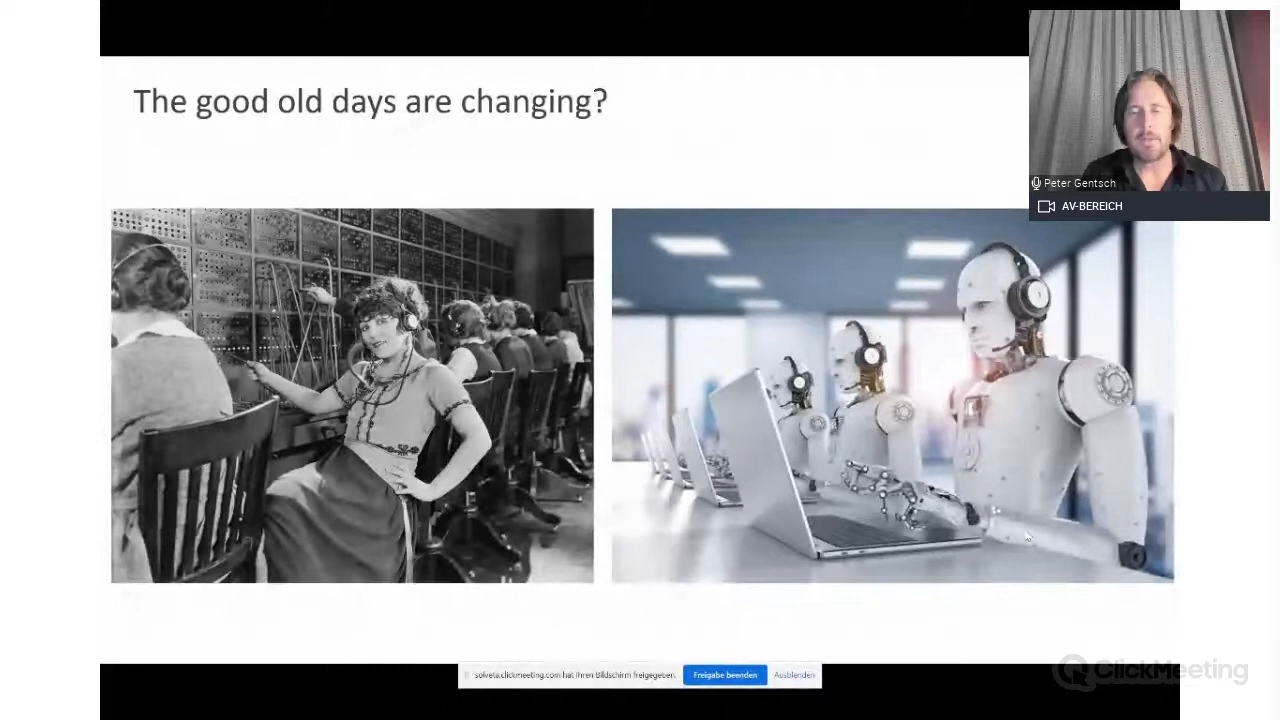 The good old days are changing?
Peter Gentsch
AV-BEREICH
solveta.clickmeeting.com hat Ihren Bildschirm freigegeben.
Freigabe beenden
Ausblenden
ClickMeeting